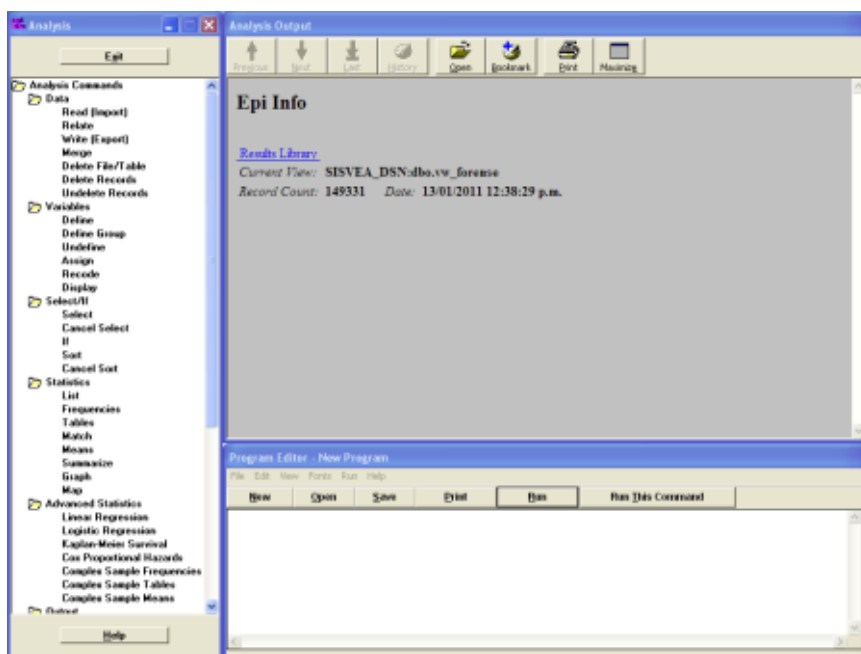 Analysis
Exit
Analysis Commands
Data
Read (Import)
Relate
Write (Export)
Merge
Delete File/Table
Delete Records
Undelete Records
Variables
Define
Define Group
Undefine
Assign
Recode
Display
Select/If
Select
Cancel Select
If
Sort
Cancel Sort
Statistics
List
Frequencies
Tables
Match
Means
Summarize
Graph
Map
Advanced Statistics
Linear Regression
Logistic Regression
Kaplan-Meier Survival
Cox Proportional Hazards
Complex Sample Frequencies
Complex Sample Tables
Complex Sample Means
Output
Help
Analysis Output
Previous Next Last History Open Bookmark Print Maximize
Epi Info
Results Library
Current View: SISVEA_DSN:dbo.vw_forense
Record Count: 149331 Date: 13/01/2011 12:38:29 p.m.
Program Editor - New Program
File Edit View Fonts Run Help
New Open Save Print Run Run This Command